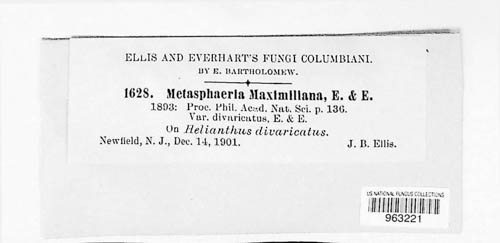 ELLIS AND EVERHART'S FUNGI COLUMBIANI.
BY E. BARTHOLOMEW.
1628. Metasphaeria Maximiliana, E. & E.
1893: Proc. Phil. Acad. Nat. Sci. p. 136.
Var. divaricatus, E. & E.
On Helianthus divaricatus.
Newfield, N. J., Dec. 14, 1901. J. B. Ellis.
US NATIONAL FUNGUS COLLECTIONS
963221